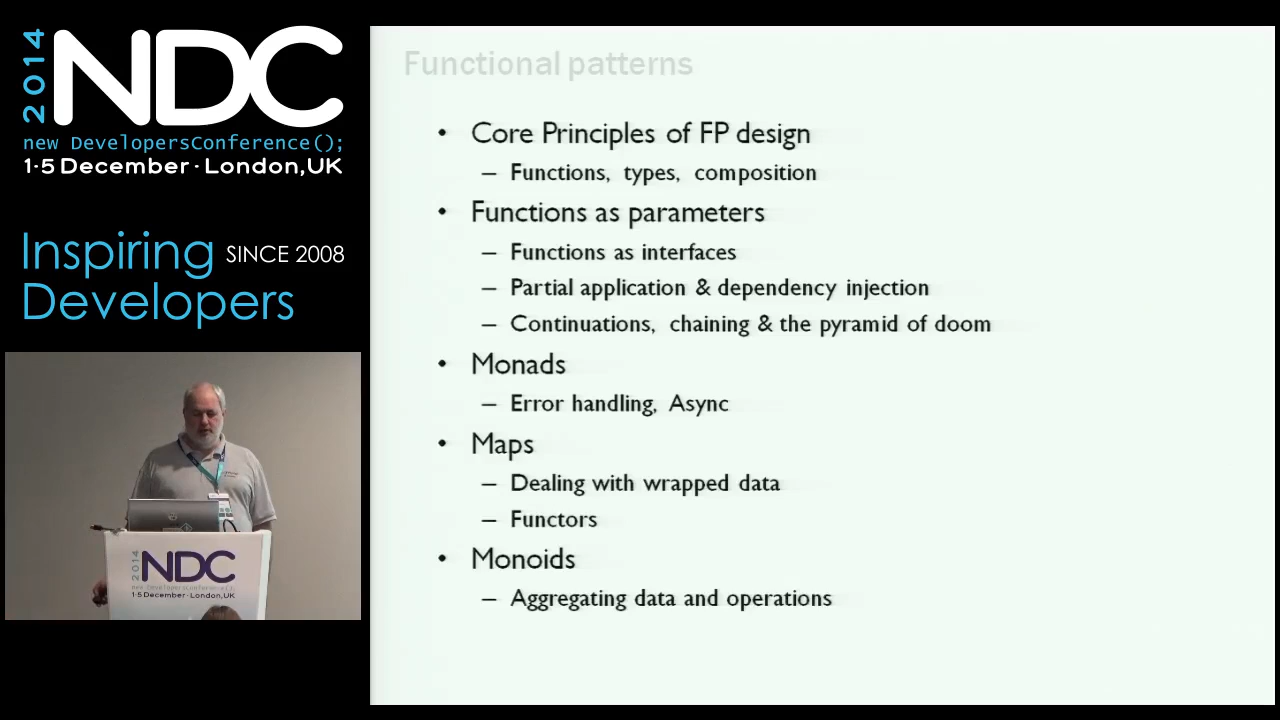 2014
NDC
new DevelopersConference();
1-5 December · London, UK
Inspiring SINCE 2008
Developers
2014
NDC
new DevelopersConference();
1·5 December · London, UK
Functional patterns
• Core Principles of FP design
– Functions, types, composition
• Functions as parameters
– Functions as interfaces
– Partial application & dependency injection
– Continuations, chaining & the pyramid of doom
• Monads
– Error handling, Async
• Maps
– Dealing with wrapped data
– Functors
• Monoids
– Aggregating data and operations